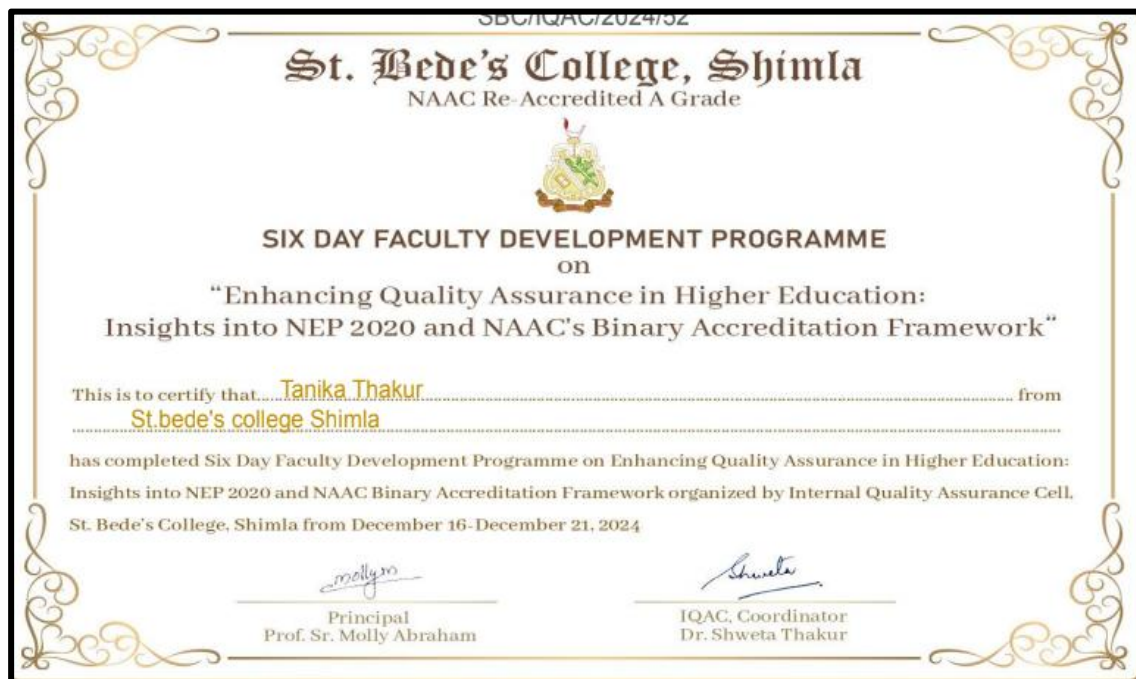 SBC/IQAC/2024/52
St. Bede's College, Shimla
NAAC Re-Accredited A Grade
SIX DAY FACULTY DEVELOPMENT PROGRAMME
on
“Enhancing Quality Assurance in Higher Education:
Insights into NEP 2020 and NAAC's Binary Accreditation Framework“
This is to certify that Tanika Thakur from
St.bede's college Shimla
has completed Six Day Faculty Development Programme on Enhancing Quality Assurance in Higher Education:
Insights into NEP 2020 and NAAC Binary Accreditation Framework organized by Internal Quality Assurance Cell,
St. Bede's College, Shimla from December 16-December 21, 2024
mollym
Shweta
Principal
Prof. Sr. Molly Abraham
IQAC, Coordinator
Dr. Shweta Thakur